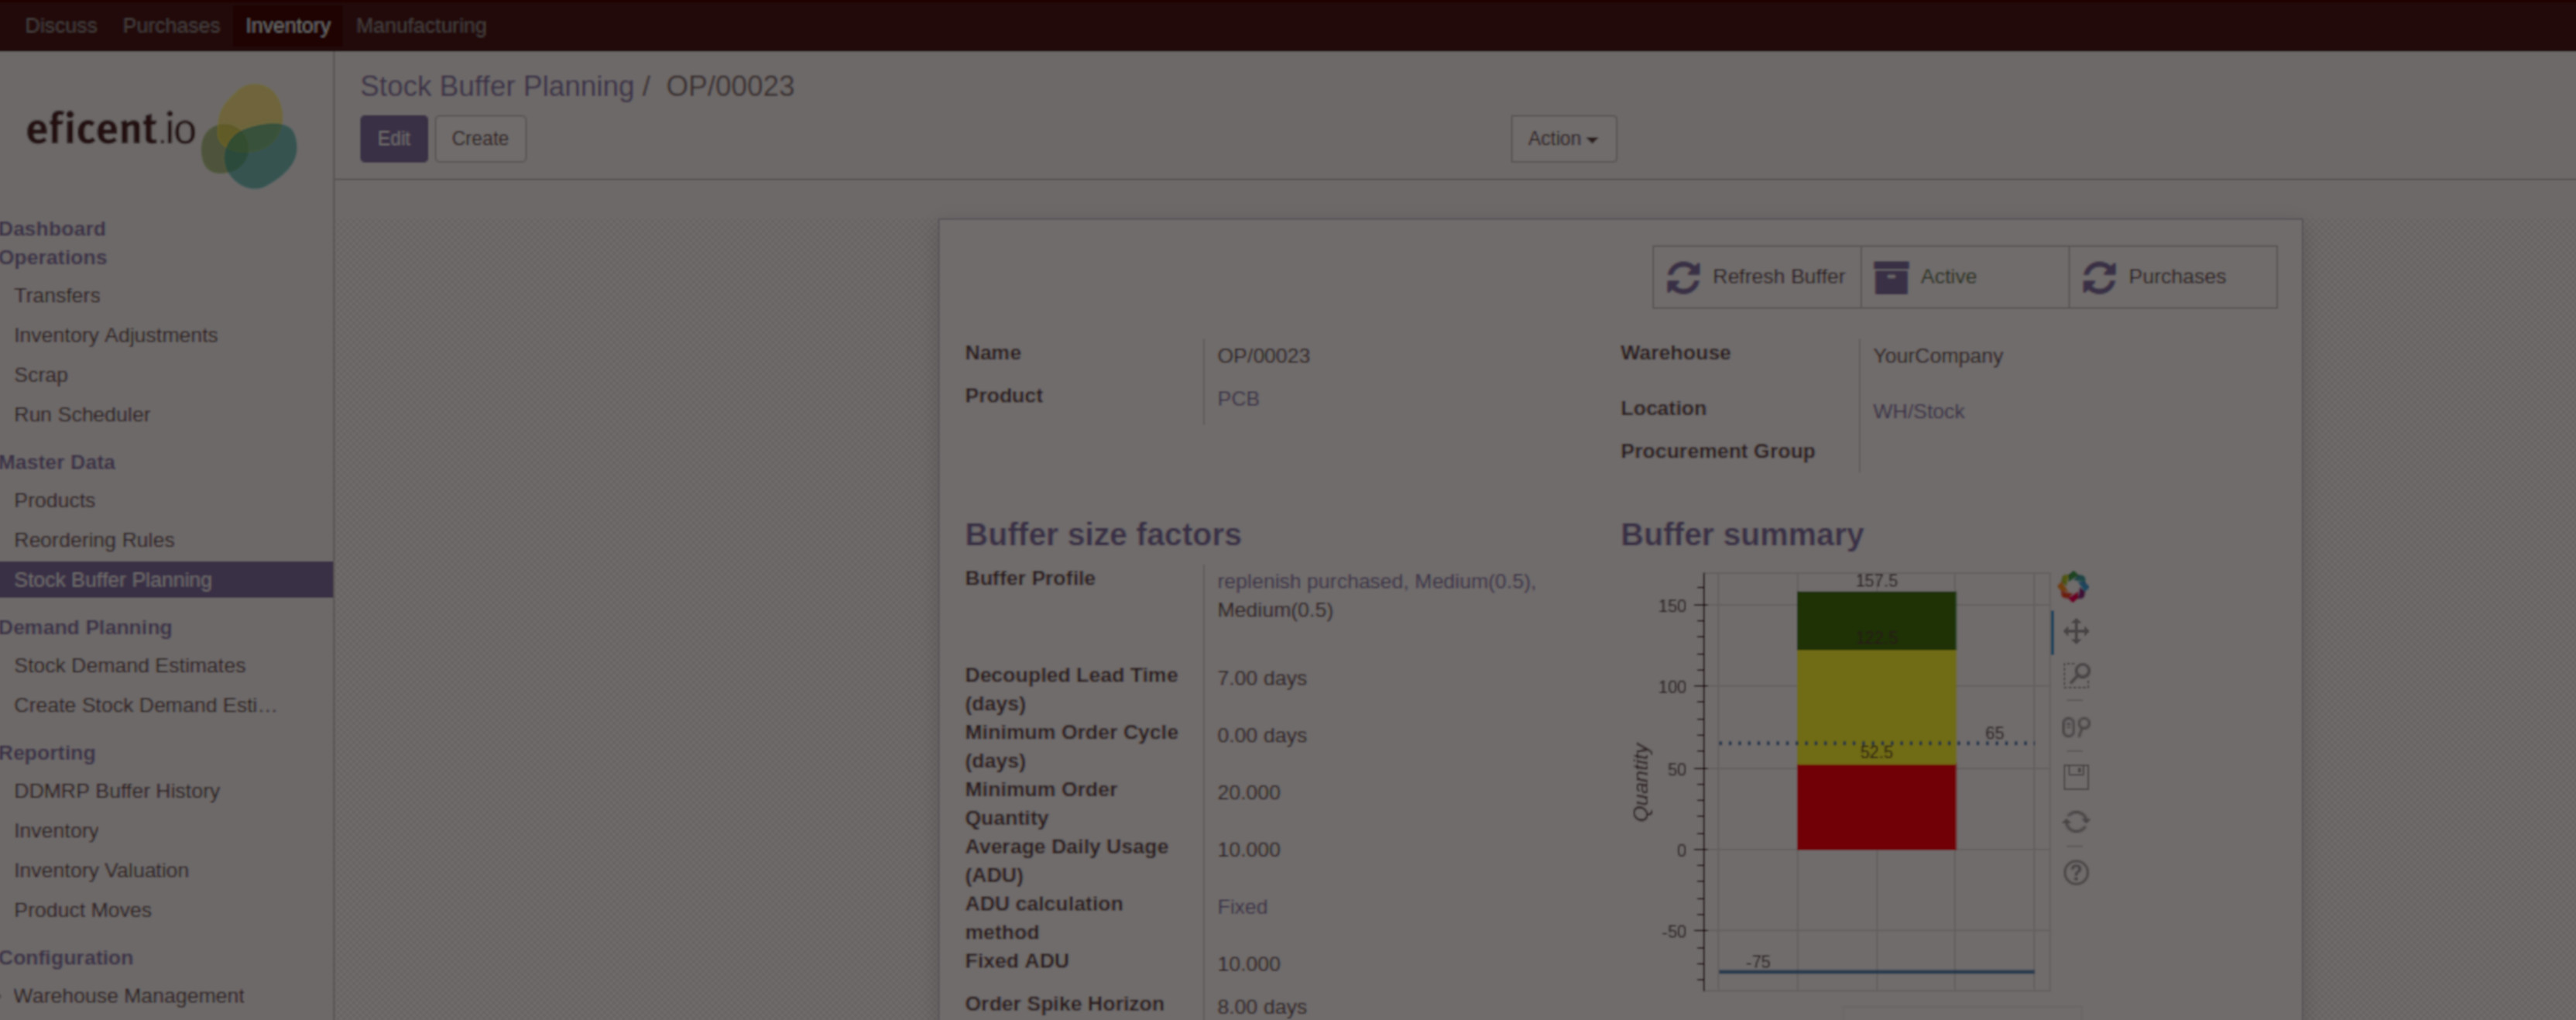 Discuss Purchases Inventory Manufacturing
eficent.io
Stock Buffer Planning / OP/00023
Edit Create Action
Dashboard
Operations
Transfers
Inventory Adjustments
Scrap
Run Scheduler
Master Data
Products
Reordering Rules
Stock Buffer Planning
Demand Planning
Stock Demand Estimates
Create Stock Demand Esti…
Reporting
DDMRP Buffer History
Inventory
Inventory Valuation
Product Moves
Configuration
Warehouse Management
Refresh Buffer Active Purchases
Name OP/00023
Product PCB
Warehouse YourCompany
Location WH/Stock
Procurement Group
Buffer size factors
Buffer Profile replenish purchased, Medium(0.5),
Medium(0.5)
Decoupled Lead Time 7.00 days
(days)
Minimum Order Cycle 0.00 days
(days)
Minimum Order 20.000
Quantity
Average Daily Usage 10.000
(ADU)
ADU calculation Fixed
method
Fixed ADU 10.000
Order Spike Horizon 8.00 days
Buffer summary
157.5
150
122.5
100
65
52.5
50
Quantity
0
-50
-75